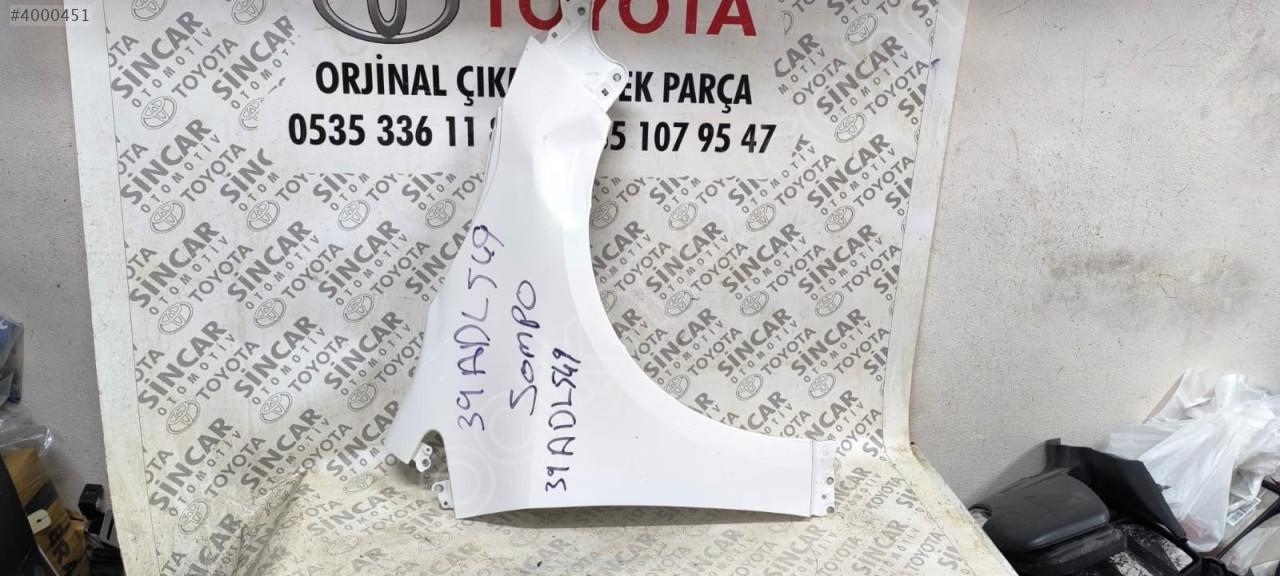 #4000451
TOYOTA
ORJİNAL ÇIK EK PARÇA
0535 336 11 5 107 95 47
SİNCAR
OTOMOTİV
TOYOTA
39ADL549
SOMPO
39ADL549